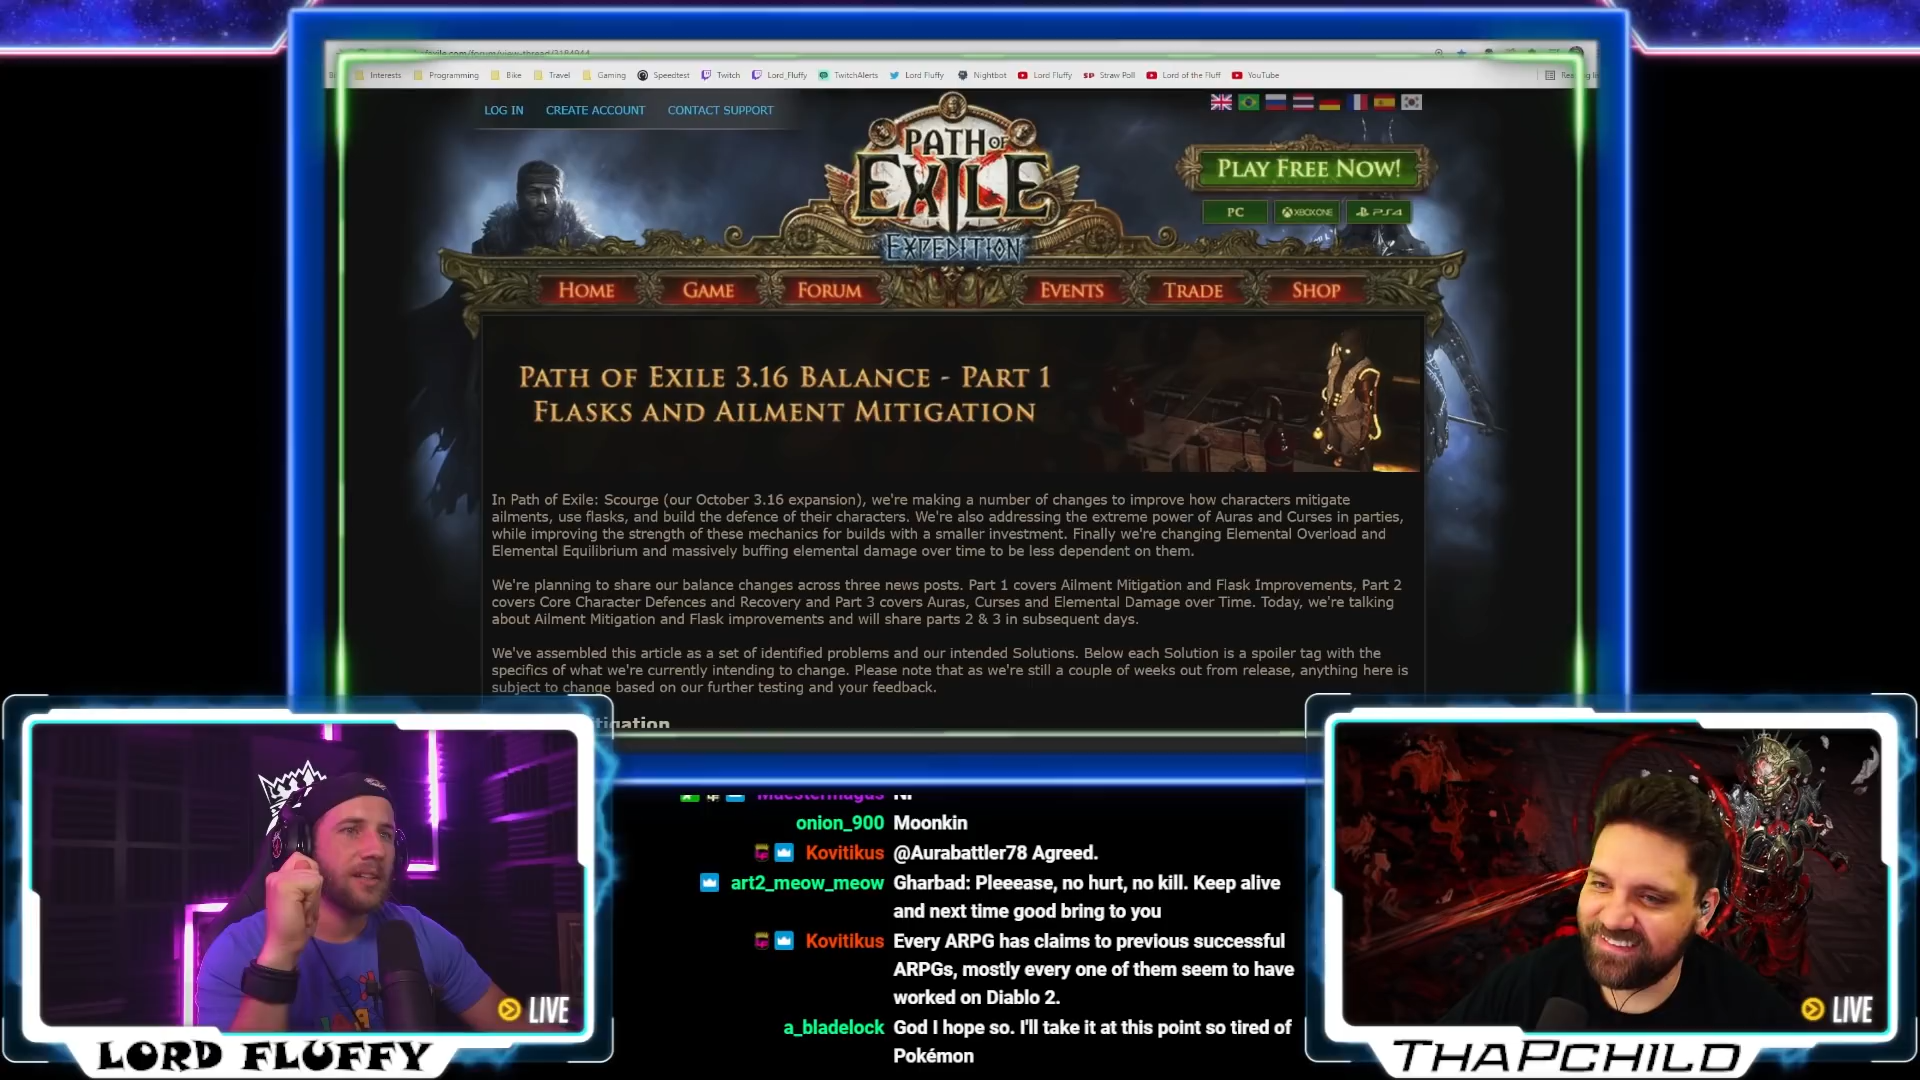 Interests Programming Bike Travel Gaming Speedtest Twitch Lord_Fluffy TwitchAlerts Lord Fluffy Nightbot Lord Fluffy Straw Poll Lord of the Fluff YouTube
LOG IN CREATE ACCOUNT CONTACT SUPPORT
PATH OF
EXILE
EXPEDITION
PLAY FREE NOW!
PC XBOX ONE PS4
HOME GAME FORUM EVENTS TRADE SHOP
PATH OF EXILE 3.16 BALANCE - PART 1
FLASKS AND AILMENT MITIGATION
In Path of Exile: Scourge (our October 3.16 expansion), we're making a number of changes to improve how characters mitigate
ailments, use flasks, and build the defence of their characters. We're also addressing the extreme power of Auras and Curses in parties,
while improving the strength of these mechanics for builds with a smaller investment. Finally we're changing Elemental Overload and
Elemental Equilibrium and massively buffing elemental damage over time to be less dependent on them.
We're planning to share our balance changes across three news posts. Part 1 covers Ailment Mitigation and Flask Improvements, Part 2
covers Core Character Defences and Recovery and Part 3 covers Auras, Curses and Elemental Damage over Time. Today, we're talking
about Ailment Mitigation and Flask improvements and will share parts 2 & 3 in subsequent days.
We've assembled this article as a set of identified problems and our intended Solutions. Below each Solution is a spoiler tag with the
specifics of what we're currently intending to change. Please note that as we're still a couple of weeks out from release, anything here is
subject to change based on our further testing and your feedback.
onion_900 Moonkin
Kovitikus @Aurabattler78 Agreed.
art2_meow_meow Gharbad: Pleeease, no hurt, no kill. Keep alive
and next time good bring to you
Kovitikus Every ARPG has claims to previous successful
ARPGs, mostly every one of them seem to have
worked on Diablo 2.
a_bladelock God I hope so. I'll take it at this point so tired of
Pokémon
LIVE
LORD FLUFFY
LIVE
THAPCHILD